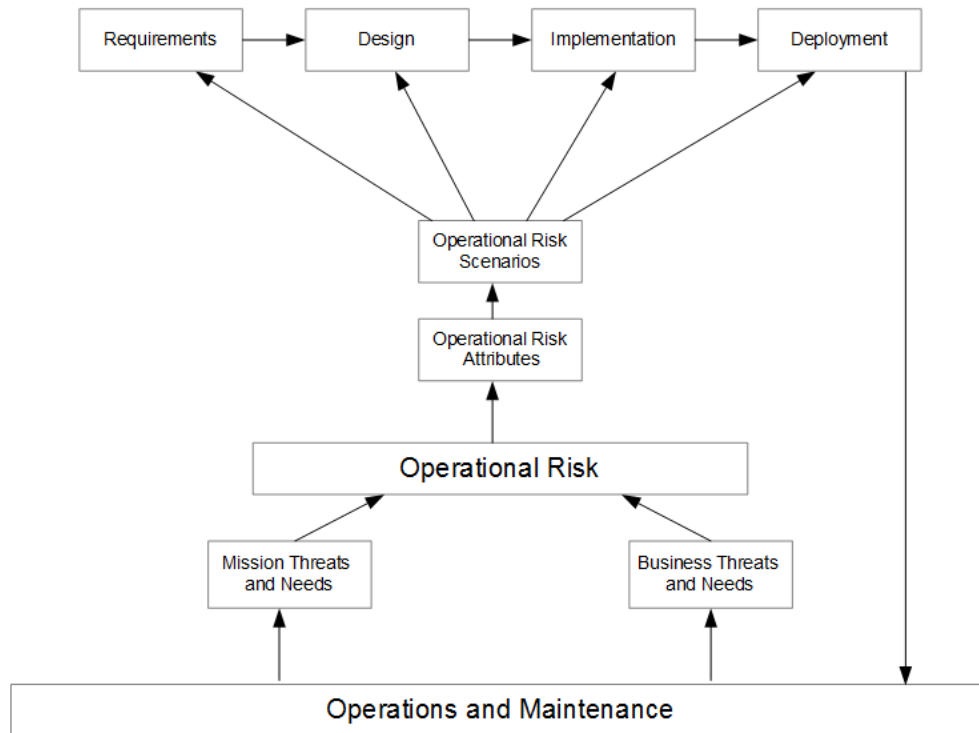 Requirements
Design
Implementation
Deployment
Operational Risk
Scenarios
Operational Risk
Attributes
Operational Risk
Mission Threats
and Needs
Business Threats
and Needs
Operations and Maintenance